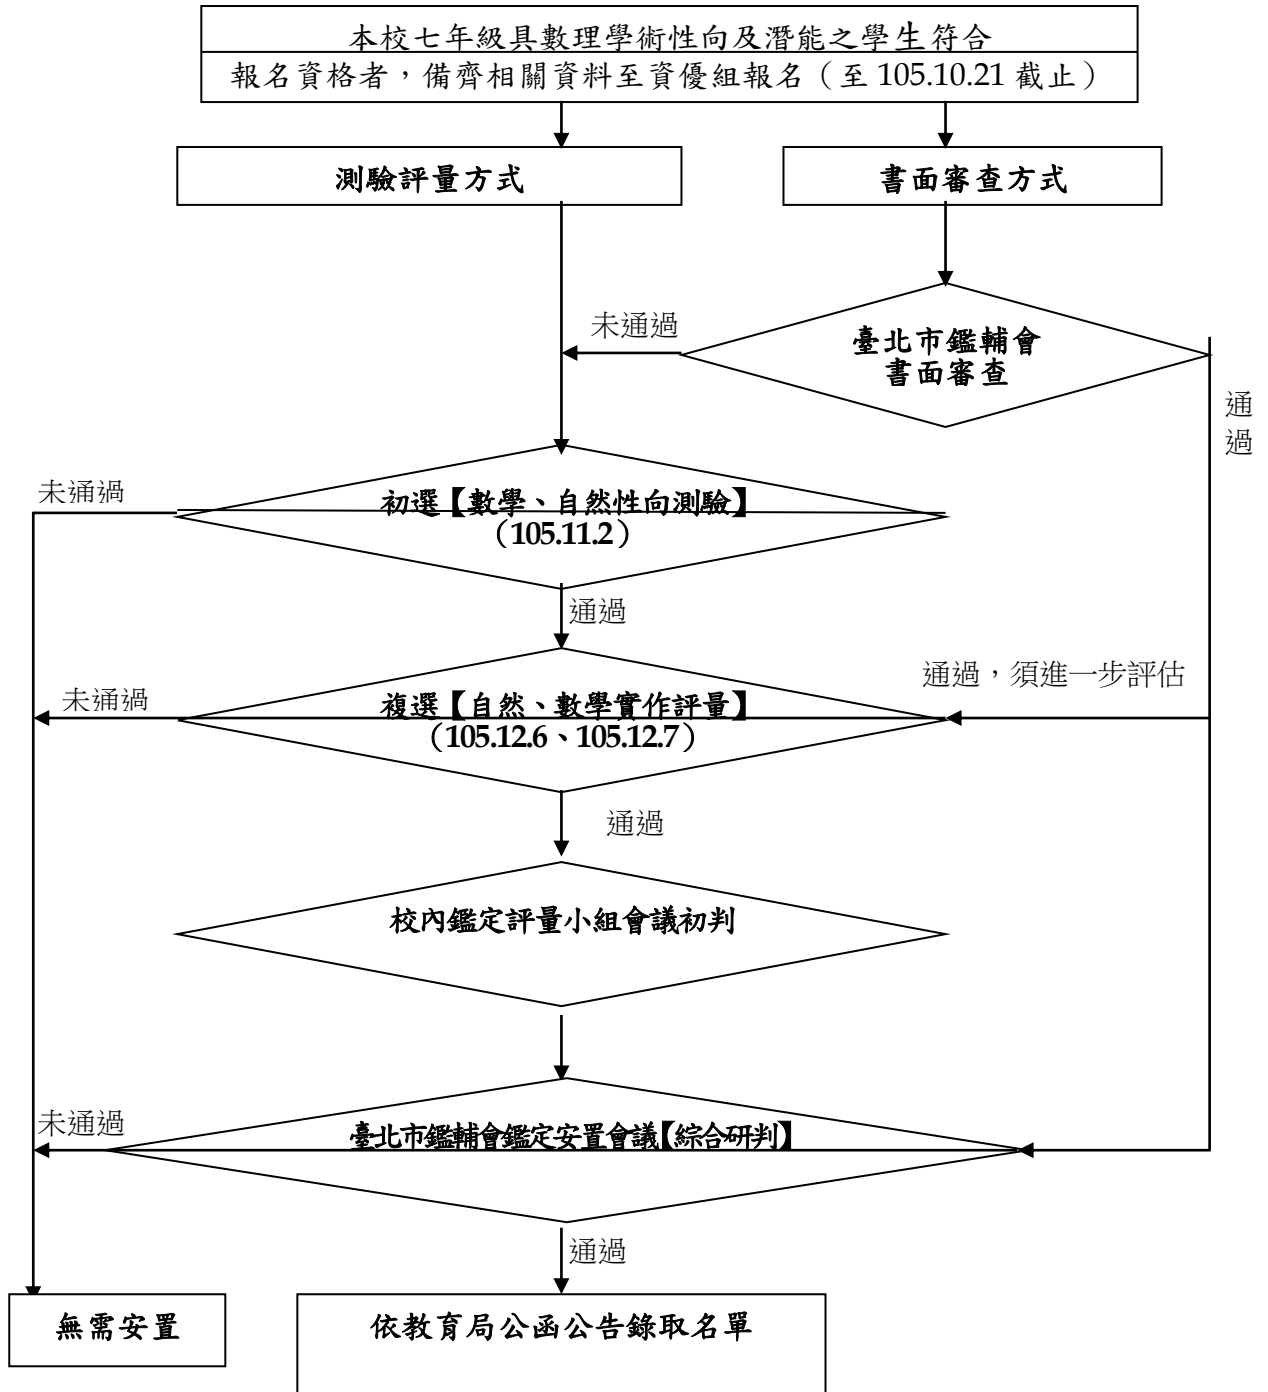 本校七年級具數理學術性向及潛能之學生符合
報名資格者，備齊相關資料至資優組報名（至 105.10.21 截止）
測驗評量方式
書面審查方式
未通過
臺北市鑑輔會
書面審查
通
過
未通過
初選【數學、自然性向測驗】
（105.11.2）
通過
通過，須進一步評估
未通過
複選【自然、數學實作評量】
（105.12.6、105.12.7）
通過
校內鑑定評量小組會議初判
未通過
臺北市鑑輔會鑑定安置會議【綜合研判】
通過
無需安置
依教育局公函公告錄取名單